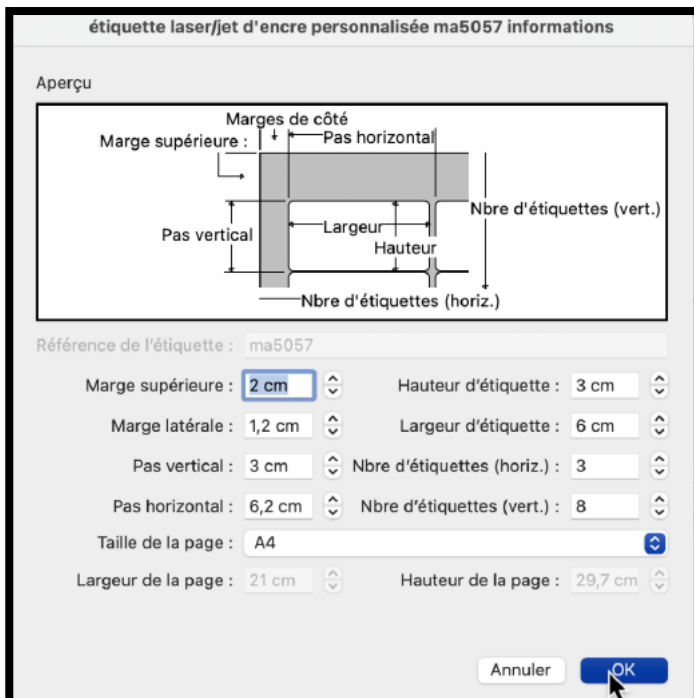 étiquette laser/jet d'encre personnalisée ma5057 informations
Aperçu
Marges de côté
Marge supérieure : Pas horizontal
Nbre d'étiquettes (vert.)
Pas vertical Largeur
Hauteur
Nbre d'étiquettes (horiz.)
Référence de l'étiquette : ma5057
Marge supérieure : 2 cm Hauteur d'étiquette : 3 cm
Marge latérale : 1,2 cm Largeur d'étiquette : 6 cm
Pas vertical : 3 cm Nbre d'étiquettes (horiz.) : 3
Pas horizontal : 6,2 cm Nbre d'étiquettes (vert.) : 8
Taille de la page : A4
Largeur de la page : 21 cm Hauteur de la page : 29,7 cm
Annuler OK